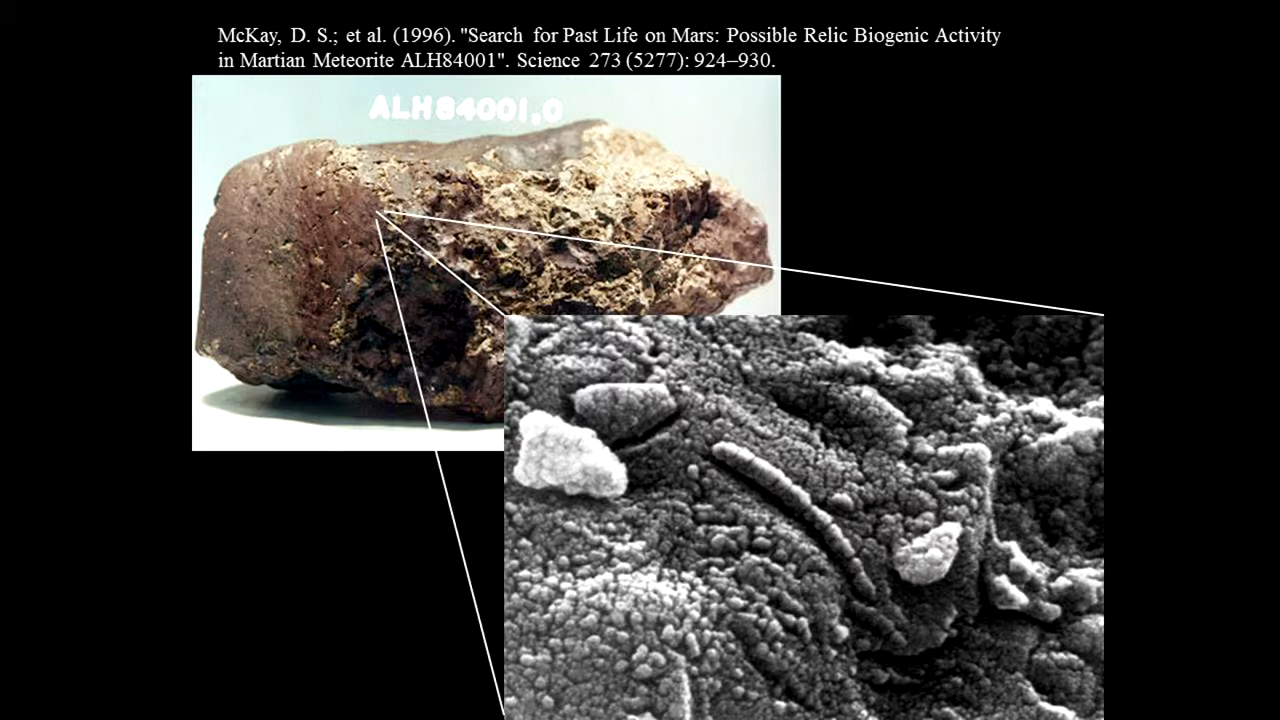 McKay, D. S.; et al. (1996). "Search for Past Life on Mars: Possible Relic Biogenic Activity
in Martian Meteorite ALH84001". Science 273 (5277): 924–930.
ALH84001,0